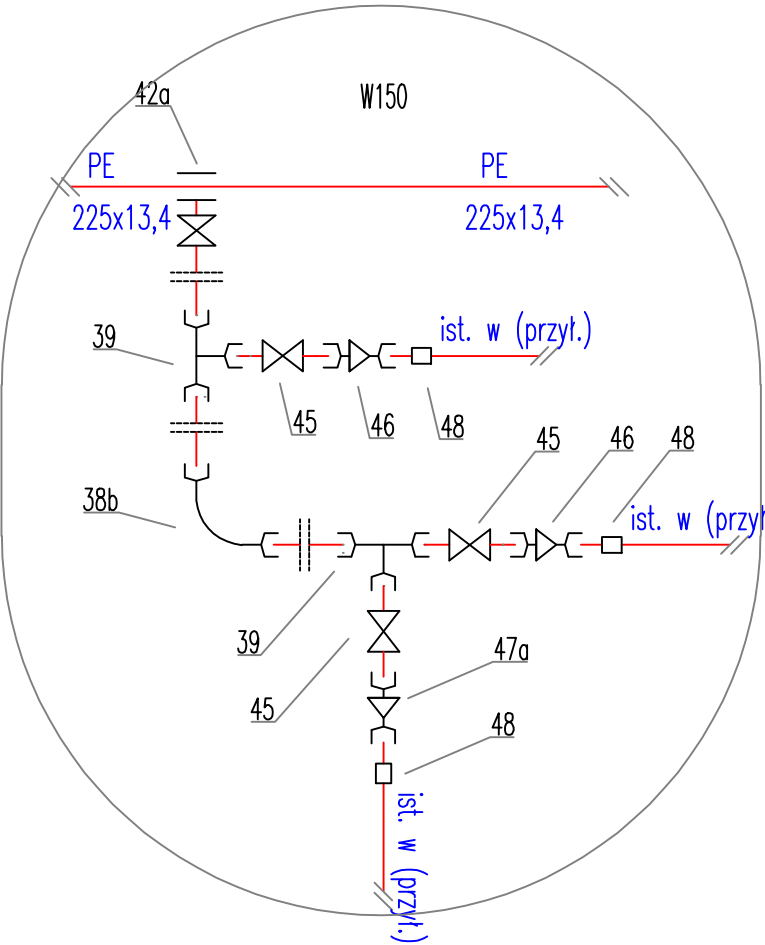 42a
W150
PE
PE
225x13,4
225x13,4
39
ist. w (przył.)
45
46
48
45
46
48
38b
ist. w (przył
39
47a
45
48
ist. w (przył.)